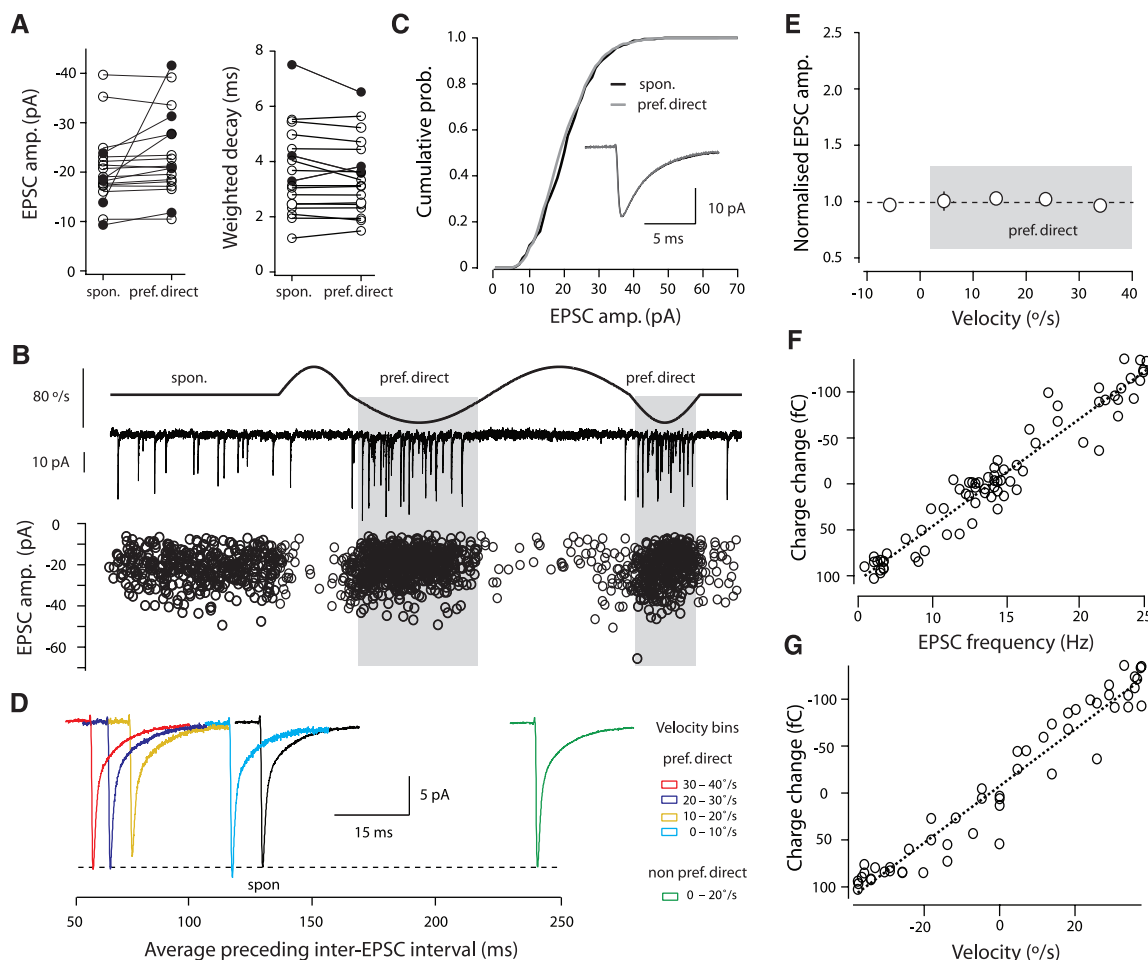 A
EPSC amp. (pA)
-40
-30
-20
-10
0
spon.
pref. direct
Weighted decay (ms)
8
6
4
2
0
spon.
pref. direct
C
Cumulative prob.
1.0
0.8
0.6
0.4
0.2
0
spon.
pref. direct
10 pA
5 ms
0
10
20
30
40
50
60
70
EPSC amp. (pA)
E
Normalised EPSC amp.
2.5
2.0
1.5
1.0
0.5
pref. direct
-10
0
10
20
30
40
Velocity (º/s)
B
spon.
pref. direct
pref. direct
80 º/s
10 pA
EPSC amp. (pA)
0
-20
-40
-60
F
Charge change (fC)
-100
-50
0
50
100
0
10
15
20
25
EPSC frequency (Hz)
D
5 pA
15 ms
spon
50
100
150
200
250
Average preceding inter-EPSC interval (ms)
Velocity bins
pref. direct
30 – 40˚/s
20 – 30˚/s
10 – 20˚/s
0 – 10˚/s
non pref. direct
0 – 20˚/s
G
Charge change (fC)
-100
-50
0
50
100
-20
0
20
Velocity (º/s)